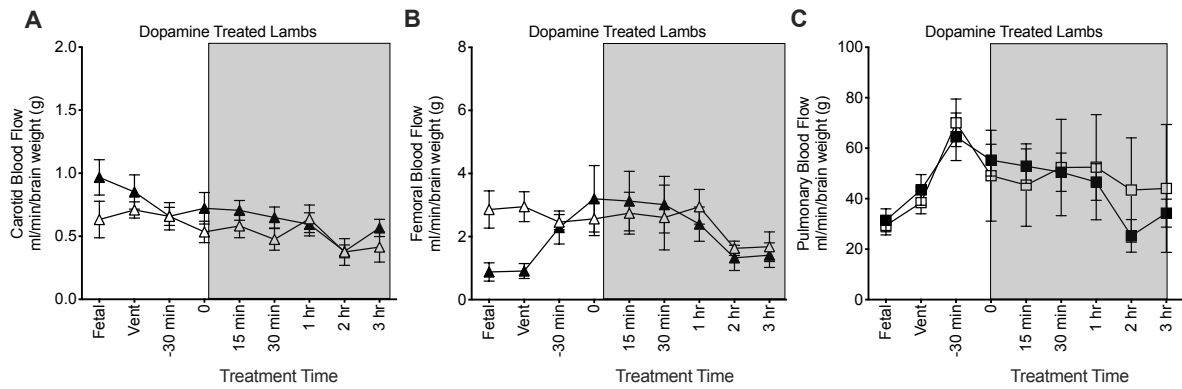 A
Dopamine Treated Lambs
Carotid Blood Flow
ml/min/brain weight (g)
2.0
1.5
1.0
0.5
0.0
Fetal
Vent
-30 min
0
15 min
30 min
1 hr
2 hr
3 hr
Treatment Time
B
Dopamine Treated Lambs
Femoral Blood Flow
ml/min/brain weight (g)
8
6
4
2
0
Fetal
Vent
-30 min
0
15 min
30 min
1 hr
2 hr
3 hr
Treatment Time
C
Dopamine Treated Lambs
Pulmonary Blood Flow
ml/min/brain weight (g)
100
80
60
40
20
0
Fetal
Vent
-30 min
0
15 min
30 min
1 hr
2 hr
3 hr
Treatment Time